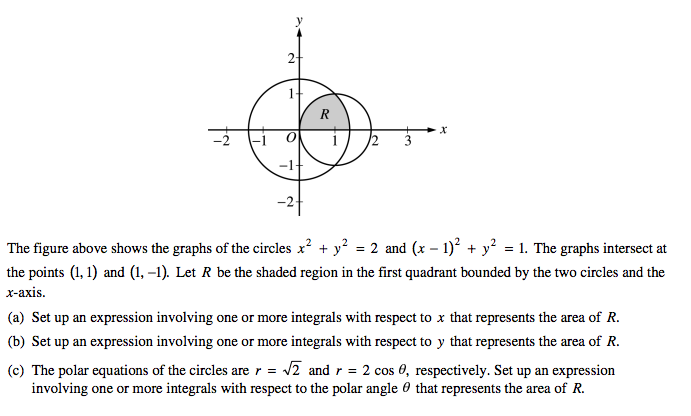 y
2
1
R
-2 -1 O 1 2 3 x
-1
-2
The figure above shows the graphs of the circles x² + y² = 2 and (x – 1)² + y² = 1. The graphs intersect at
the points (1, 1) and (1, –1). Let R be the shaded region in the first quadrant bounded by the two circles and the
x-axis.
(a) Set up an expression involving one or more integrals with respect to x that represents the area of R.
(b) Set up an expression involving one or more integrals with respect to y that represents the area of R.
(c) The polar equations of the circles are r = √2 and r = 2 cos θ, respectively. Set up an expression
involving one or more integrals with respect to the polar angle θ that represents the area of R.